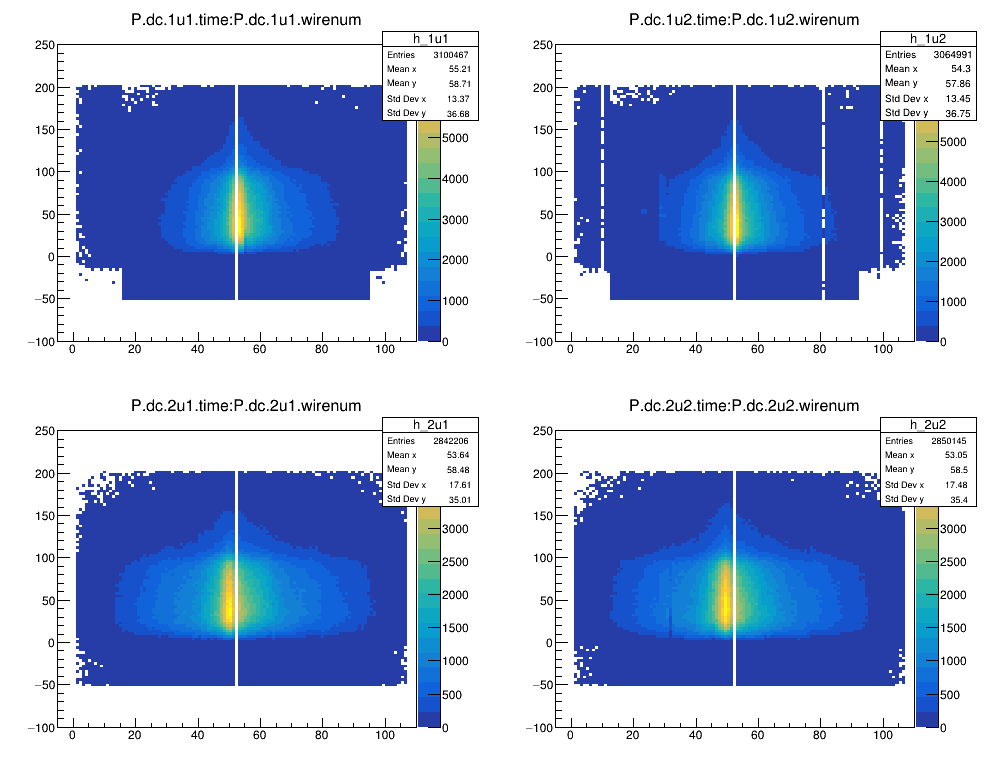 P.dc.1u1.time:P.dc.1u1.wirenum
h_1u1
Entries 3100467
Mean x 55.21
Mean y 58.71
Std Dev x 13.37
Std Dev y 36.68
250
200
150
100
50
0
−50
−100
0 20 40 60 80 100
5000
4000
3000
2000
1000
0
P.dc.1u2.time:P.dc.1u2.wirenum
h_1u2
Entries 3064991
Mean x 54.3
Mean y 57.86
Std Dev x 13.45
Std Dev y 36.75
250
200
150
100
50
0
−50
−100
0 20 40 60 80 100
5000
4000
3000
2000
1000
0
P.dc.2u1.time:P.dc.2u1.wirenum
h_2u1
Entries 2842206
Mean x 53.64
Mean y 58.48
Std Dev x 17.61
Std Dev y 35.01
250
200
150
100
50
0
−50
−100
0 20 40 60 80 100
3000
2500
2000
1500
1000
500
0
P.dc.2u2.time:P.dc.2u2.wirenum
h_2u2
Entries 2850145
Mean x 53.05
Mean y 58.5
Std Dev x 17.48
Std Dev y 35.4
250
200
150
100
50
0
−50
−100
0 20 40 60 80 100
3000
2500
2000
1500
1000
500
0